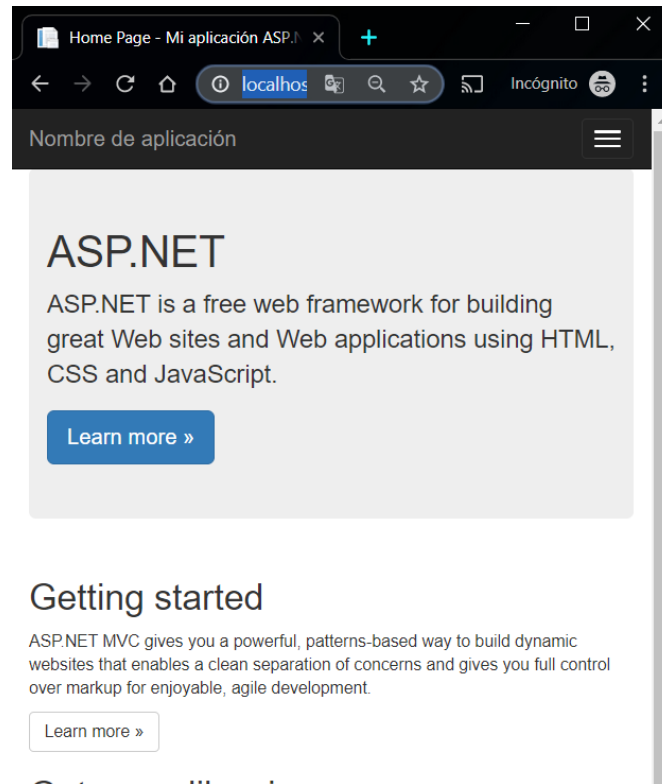 Home Page - Mi aplicación ASP.N
localhos
Incógnito
Nombre de aplicación
ASP.NET
ASP.NET is a free web framework for building
great Web sites and Web applications using HTML,
CSS and JavaScript.
Learn more »
Getting started
ASP.NET MVC gives you a powerful, patterns-based way to build dynamic
websites that enables a clean separation of concerns and gives you full control
over markup for enjoyable, agile development.
Learn more »